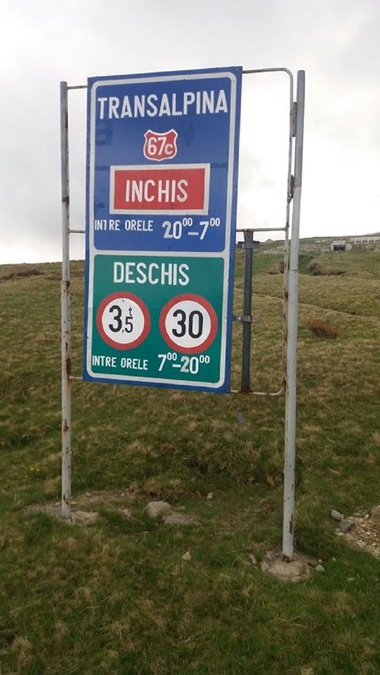 TRANSALPINA
67C
INCHIS
INTRE ORELE 20⁰⁰-7⁰⁰
DESCHIS
3,5t 30
INTRE ORELE 7⁰⁰-20⁰⁰